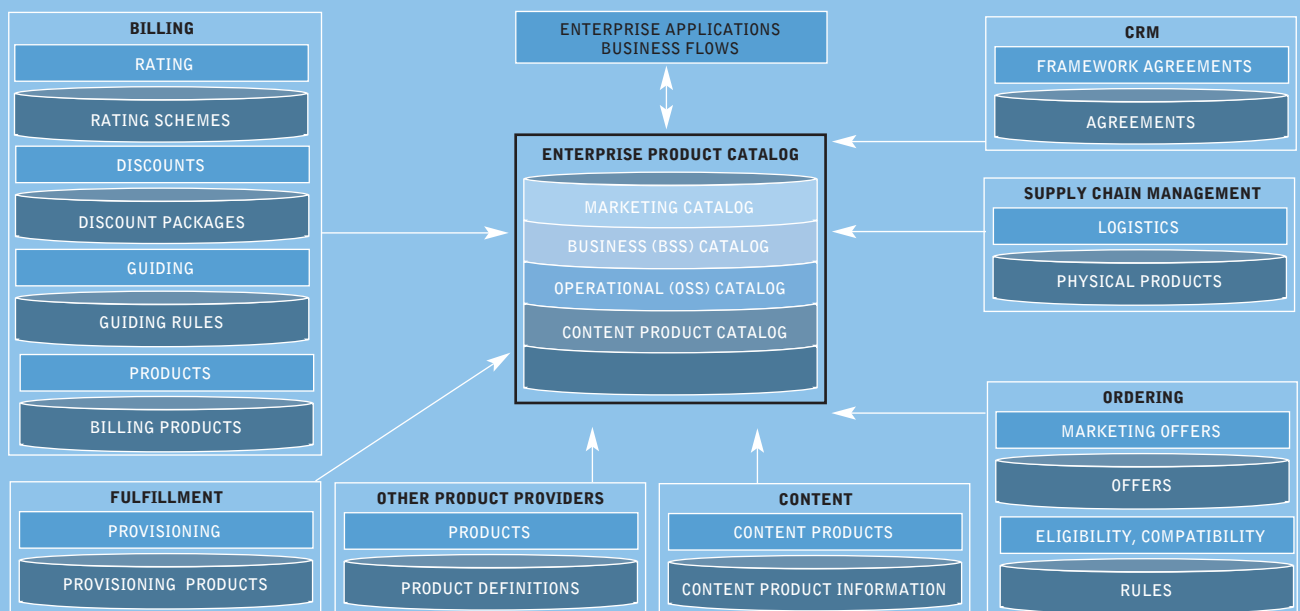 BILLING
RATING
RATING SCHEMES
DISCOUNTS
DISCOUNT PACKAGES
GUIDING
GUIDING RULES
PRODUCTS
BILLING PRODUCTS
ENTERPRISE APPLICATIONS
BUSINESS FLOWS
ENTERPRISE PRODUCT CATALOG
MARKETING CATALOG
BUSINESS (BSS) CATALOG
OPERATIONAL (OSS) CATALOG
CONTENT PRODUCT CATALOG
CRM
FRAMEWORK AGREEMENTS
AGREEMENTS
SUPPLY CHAIN MANAGEMENT
LOGISTICS
PHYSICAL PRODUCTS
ORDERING
MARKETING OFFERS
OFFERS
ELIGIBILITY, COMPATIBILITY
RULES
FULFILLMENT
PROVISIONING
PROVISIONING PRODUCTS
OTHER PRODUCT PROVIDERS
PRODUCTS
PRODUCT DEFINITIONS
CONTENT
CONTENT PRODUCTS
CONTENT PRODUCT INFORMATION